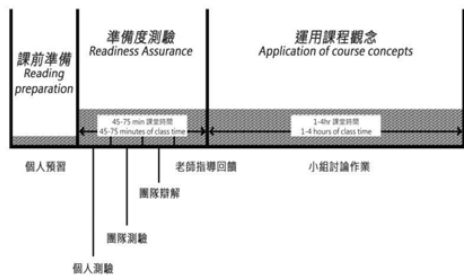 課前準備
Reading
preparation
準備度測驗
Readiness Assurance
運用課程觀念
Application of course concepts
45-75 min 課堂時間
45-75 minutes of class time
1-4hr 課堂時間
1-4 hours of class time
個人預習
老師指導回饋
小組討論作業
團隊辯解
團隊測驗
個人測驗